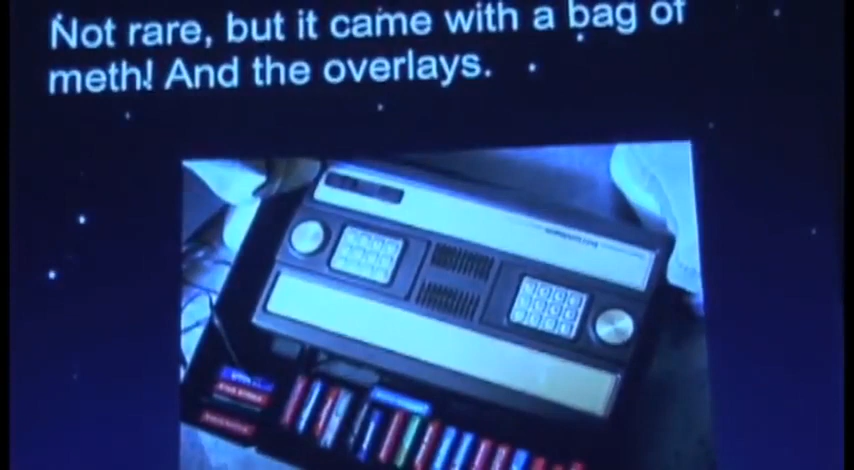 Not rare, but it came with a bag of
meth! And the overlays.